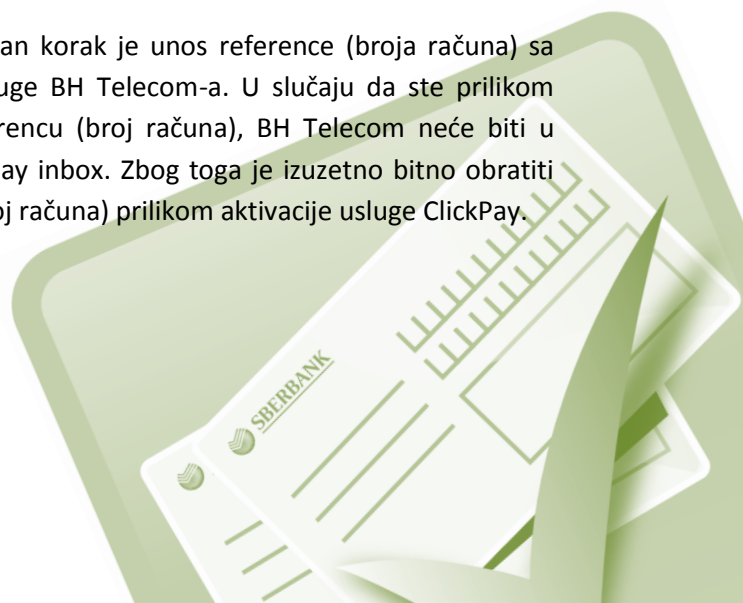 an korak je unos reference (broja računa) sa
uge BH Telecom-a. U slučaju da ste prilikom
rencu (broj računa), BH Telecom neće biti u
ay inbox. Zbog toga je izuzetno bitno obratiti
oj računa) prilikom aktivacije usluge ClickPay.
SBERBANK